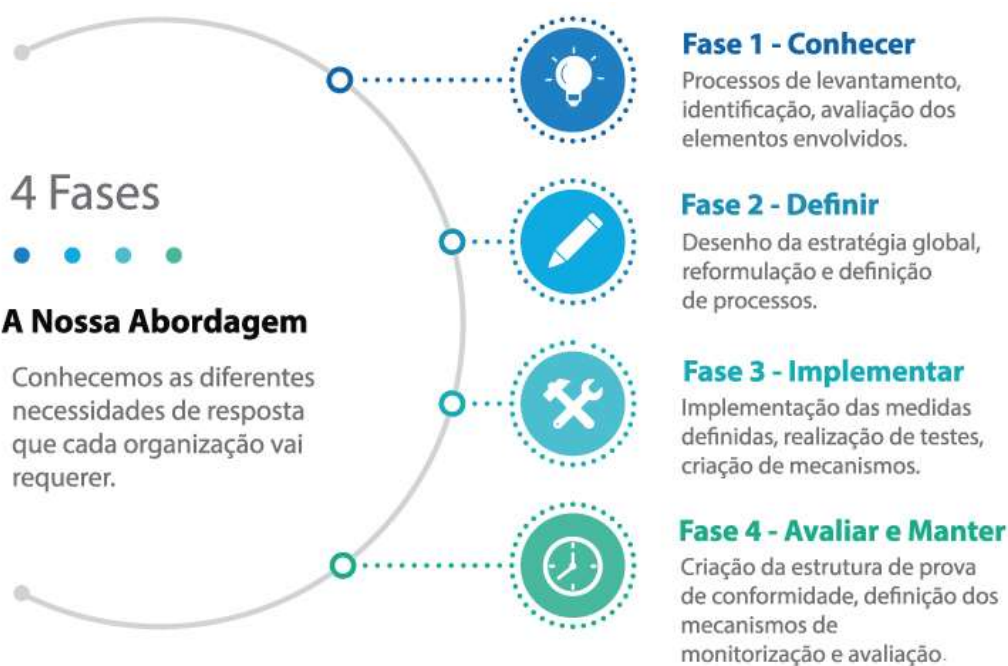 4 Fases
A Nossa Abordagem
Conhecemos as diferentes
necessidades de resposta
que cada organização vai
requerer.
Fase 1 - Conhecer
Processos de levantamento,
identificação, avaliação dos
elementos envolvidos.
Fase 2 - Definir
Desenho da estratégia global,
reformulação e definição
de processos.
Fase 3 - Implementar
Implementação das medidas
definidas, realização de testes,
criação de mecanismos.
Fase 4 - Avaliar e Manter
Criação da estrutura de prova
de conformidade, definição dos
mecanismos de
monitorização e avaliação.